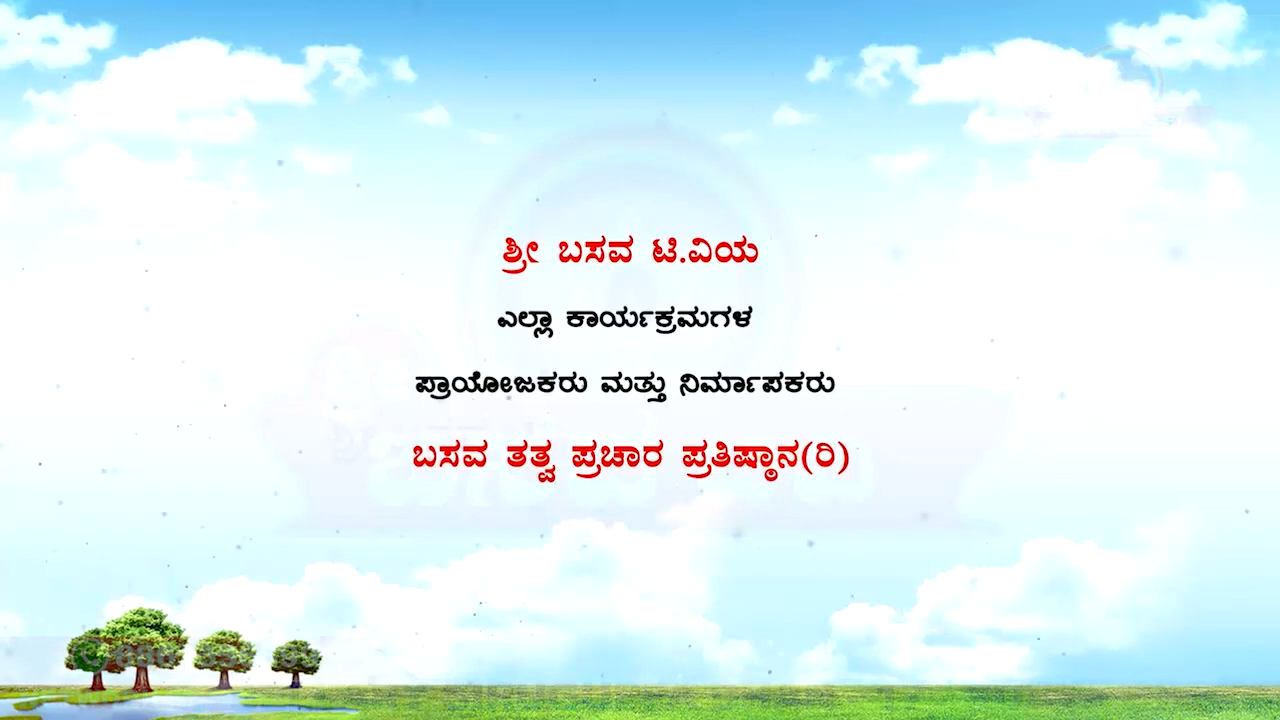 ಶ್ರೀ ಬಸವ ಟಿ.ವಿಯ
ಎಲ್ಲಾ ಕಾರ್ಯಕ್ರಮಗಳ
ಪ್ರಾಯೋಜಕರು ಮತ್ತು ನಿರ್ಮಾಪಕರು
ಬಸವ ತತ್ವ ಪ್ರಚಾರ ಪ್ರತಿಷ್ಠಾನ(ರಿ)